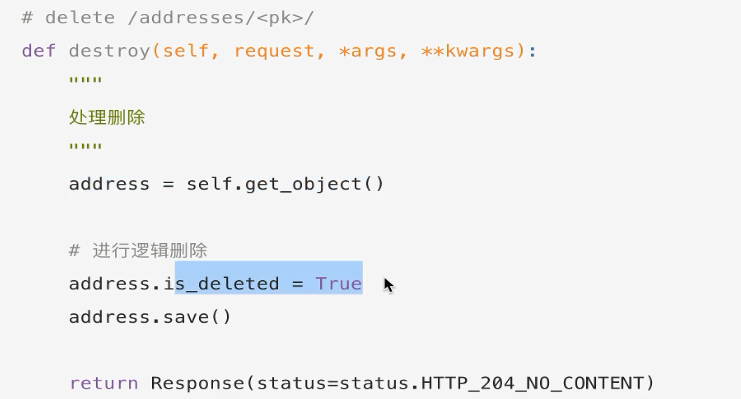 # delete /addresses/<pk>/
def destroy(self, request, *args, **kwargs):
    """
    处理删除
    """
    address = self.get_object()
    # 进行逻辑删除
    address.is_deleted = True
    address.save()
    return Response(status=status.HTTP_204_NO_CONTENT)